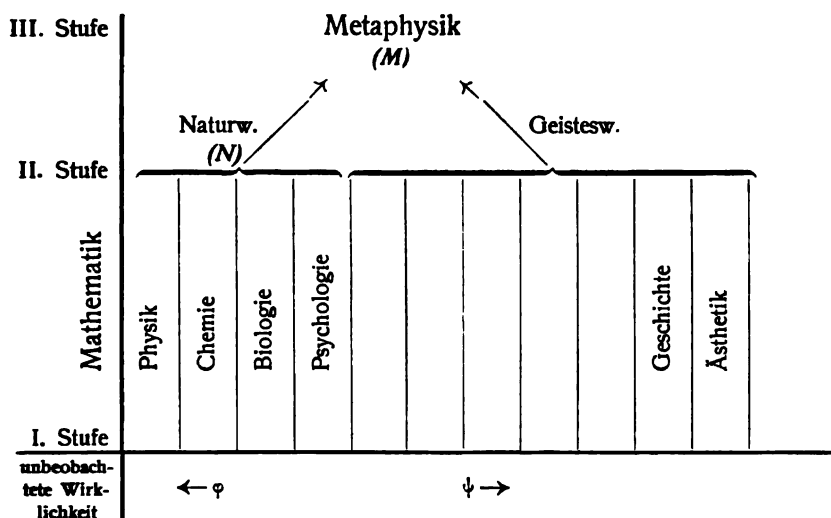 III. Stufe
Metaphysik
(M)
Naturw.
(N)
Geistesw.
II. Stufe
Mathematik
Physik
Chemie
Biologie
Psychologie
Geschichte
Ästhetik
I. Stufe
unbeobach-
tete Wirk-
lichkeit
← φ
ψ →